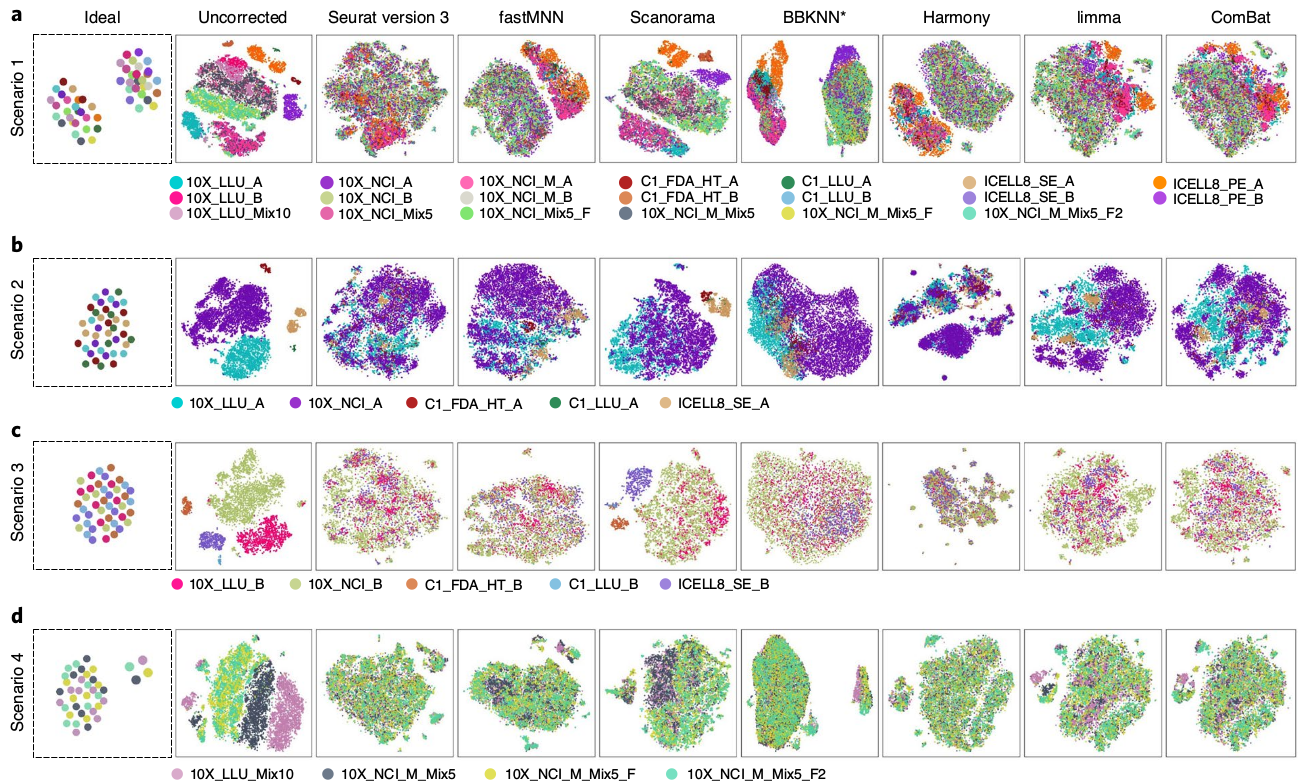 a
Ideal Uncorrected Seurat version 3 fastMNN Scanorama BBKNN* Harmony limma ComBat
Scenario 1
10X_LLU_A 10X_NCI_A 10X_NCI_M_A C1_FDA_HT_A C1_LLU_A ICELL8_SE_A ICELL8_PE_A
10X_LLU_B 10X_NCI_B 10X_NCI_M_B C1_FDA_HT_B C1_LLU_B ICELL8_SE_B ICELL8_PE_B
10X_LLU_Mix10 10X_NCI_Mix5 10X_NCI_Mix5_F 10X_NCI_M_Mix5 10X_NCI_M_Mix5_F 10X_NCI_M_Mix5_F2
b
Scenario 2
10X_LLU_A 10X_NCI_A C1_FDA_HT_A C1_LLU_A ICELL8_SE_A
c
Scenario 3
10X_LLU_B 10X_NCI_B C1_FDA_HT_B C1_LLU_B ICELL8_SE_B
d
Scenario 4
10X_LLU_Mix10 10X_NCI_M_Mix5 10X_NCI_M_Mix5_F 10X_NCI_M_Mix5_F2